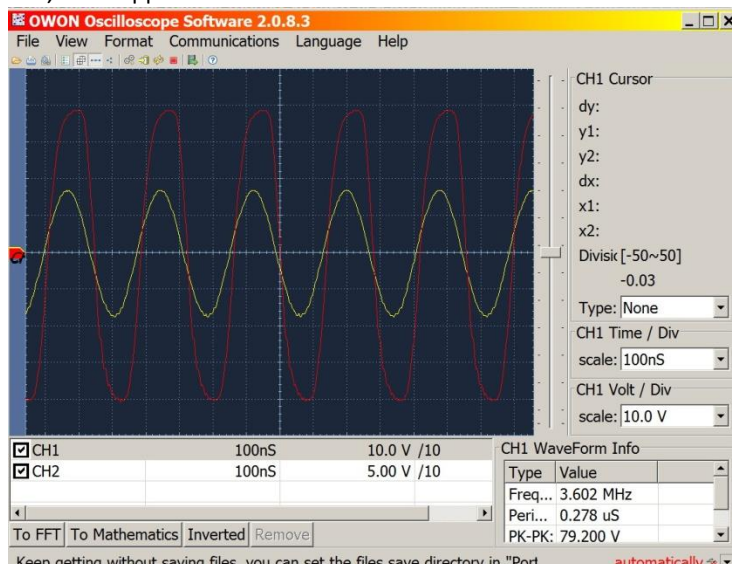 OWON Oscilloscope Software 2.0.8.3
File View Format Communications Language Help
CH1 Cursor
dy:
y1:
y2:
dx:
x1:
x2:
Divisic [-50~50]
-0.03
Type: None
CH1 Time / Div
scale: 100nS
CH1 Volt / Div
scale: 10.0 V
CH1 100nS 10.0 V /10
CH2 100nS 5.00 V /10
CH1 WaveForm Info
Type Value
Freq... 3.602 MHz
Peri... 0.278 uS
PK-PK: 79.200 V
To FFT To Mathematics Inverted Remove
Keep getting without saving files, you can set the files save directory in "Port automatically